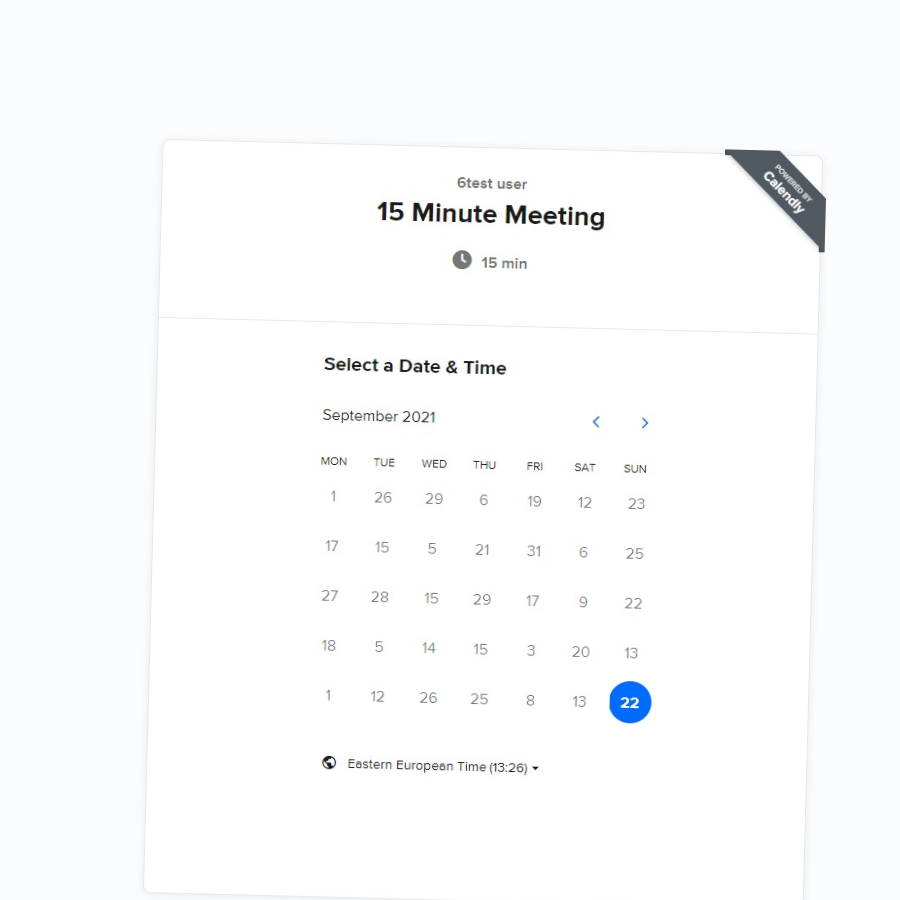 POWERED BY
Calendly
6test user
15 Minute Meeting
15 min
Select a Date & Time
September 2021
MON TUE WED THU FRI SAT SUN
1 26 29 6 19 12 23
17 15 5 21 31 6 25
27 28 15 29 17 9 22
18 5 14 15 3 20 13
1 12 26 25 8 13 22
Eastern European Time (13:26)